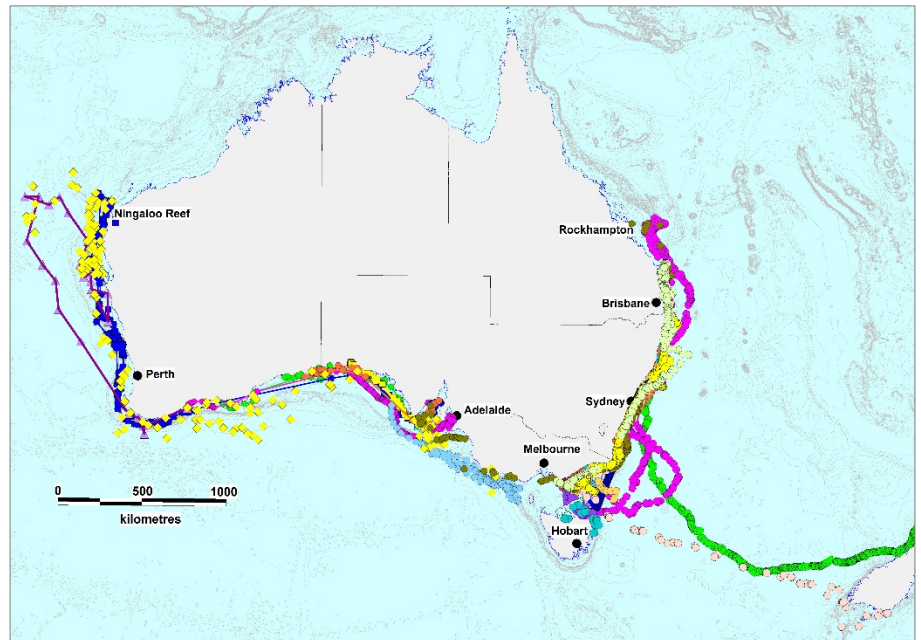 Ningaloo Reef
Rockhampton
Brisbane
Perth
Sydney
Adelaide
Melbourne
0 500 1000
kilometres
Hobart